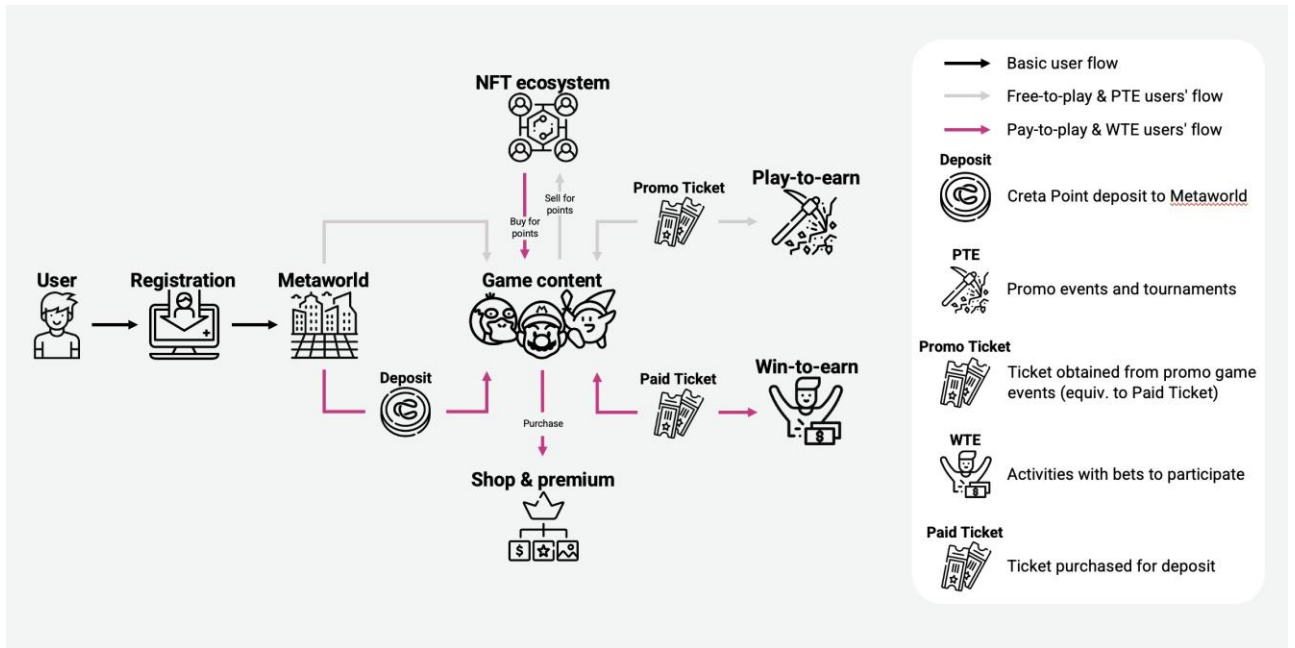 NFT ecosystem
Buy for
points
Sell for
points
Promo Ticket
Play-to-earn
User
Registration
Metaworld
Game content
M
Deposit
Paid Ticket
Win-to-earn
$
Purchase
Shop & premium
$
Basic user flow
Free-to-play & PTE users' flow
Pay-to-play & WTE users' flow
Deposit
Creta Point deposit to Metaworld
PTE
Promo events and tournaments
Promo Ticket
Ticket obtained from promo game
events (equiv. to Paid Ticket)
WTE
$
Activities with bets to participate
Paid Ticket
Ticket purchased for deposit